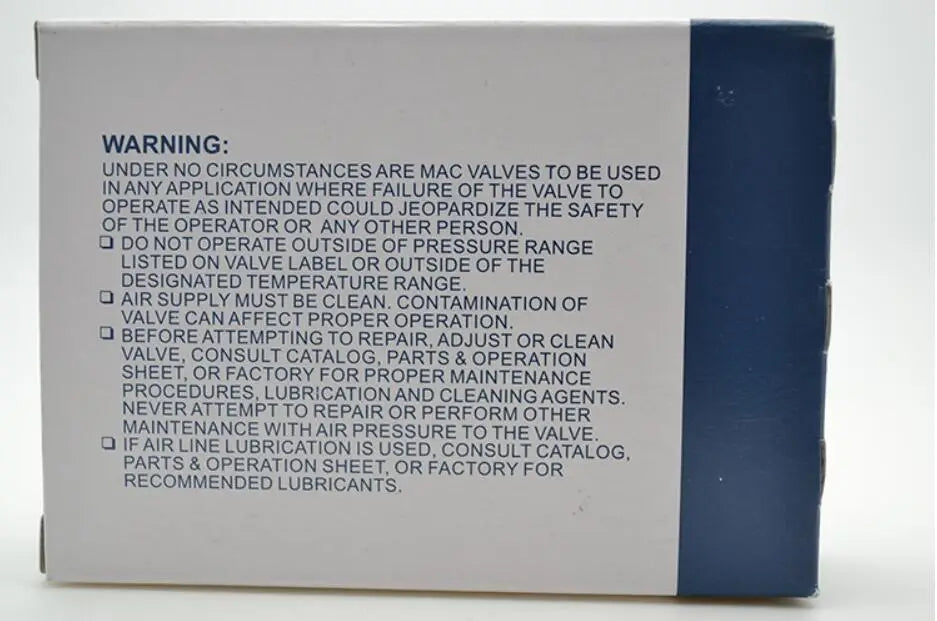 WARNING:
UNDER NO CIRCUMSTANCES ARE MAC VALVES TO BE USED
IN ANY APPLICATION WHERE FAILURE OF THE VALVE TO
OPERATE AS INTENDED COULD JEOPARDIZE THE SAFETY
OF THE OPERATOR OR ANY OTHER PERSON.
❑ DO NOT OPERATE OUTSIDE OF PRESSURE RANGE
LISTED ON VALVE LABEL OR OUTSIDE OF THE
DESIGNATED TEMPERATURE RANGE.
❑ AIR SUPPLY MUST BE CLEAN. CONTAMINATION OF
VALVE CAN AFFECT PROPER OPERATION.
❑ BEFORE ATTEMPTING TO REPAIR, ADJUST OR CLEAN
VALVE, CONSULT CATALOG, PARTS & OPERATION
SHEET, OR FACTORY FOR PROPER MAINTENANCE
PROCEDURES, LUBRICATION AND CLEANING AGENTS.
NEVER ATTEMPT TO REPAIR OR PERFORM OTHER
MAINTENANCE WITH AIR PRESSURE TO THE VALVE.
❑ IF AIR LINE LUBRICATION IS USED, CONSULT CATALOG,
PARTS & OPERATION SHEET, OR FACTORY FOR
RECOMMENDED LUBRICANTS.